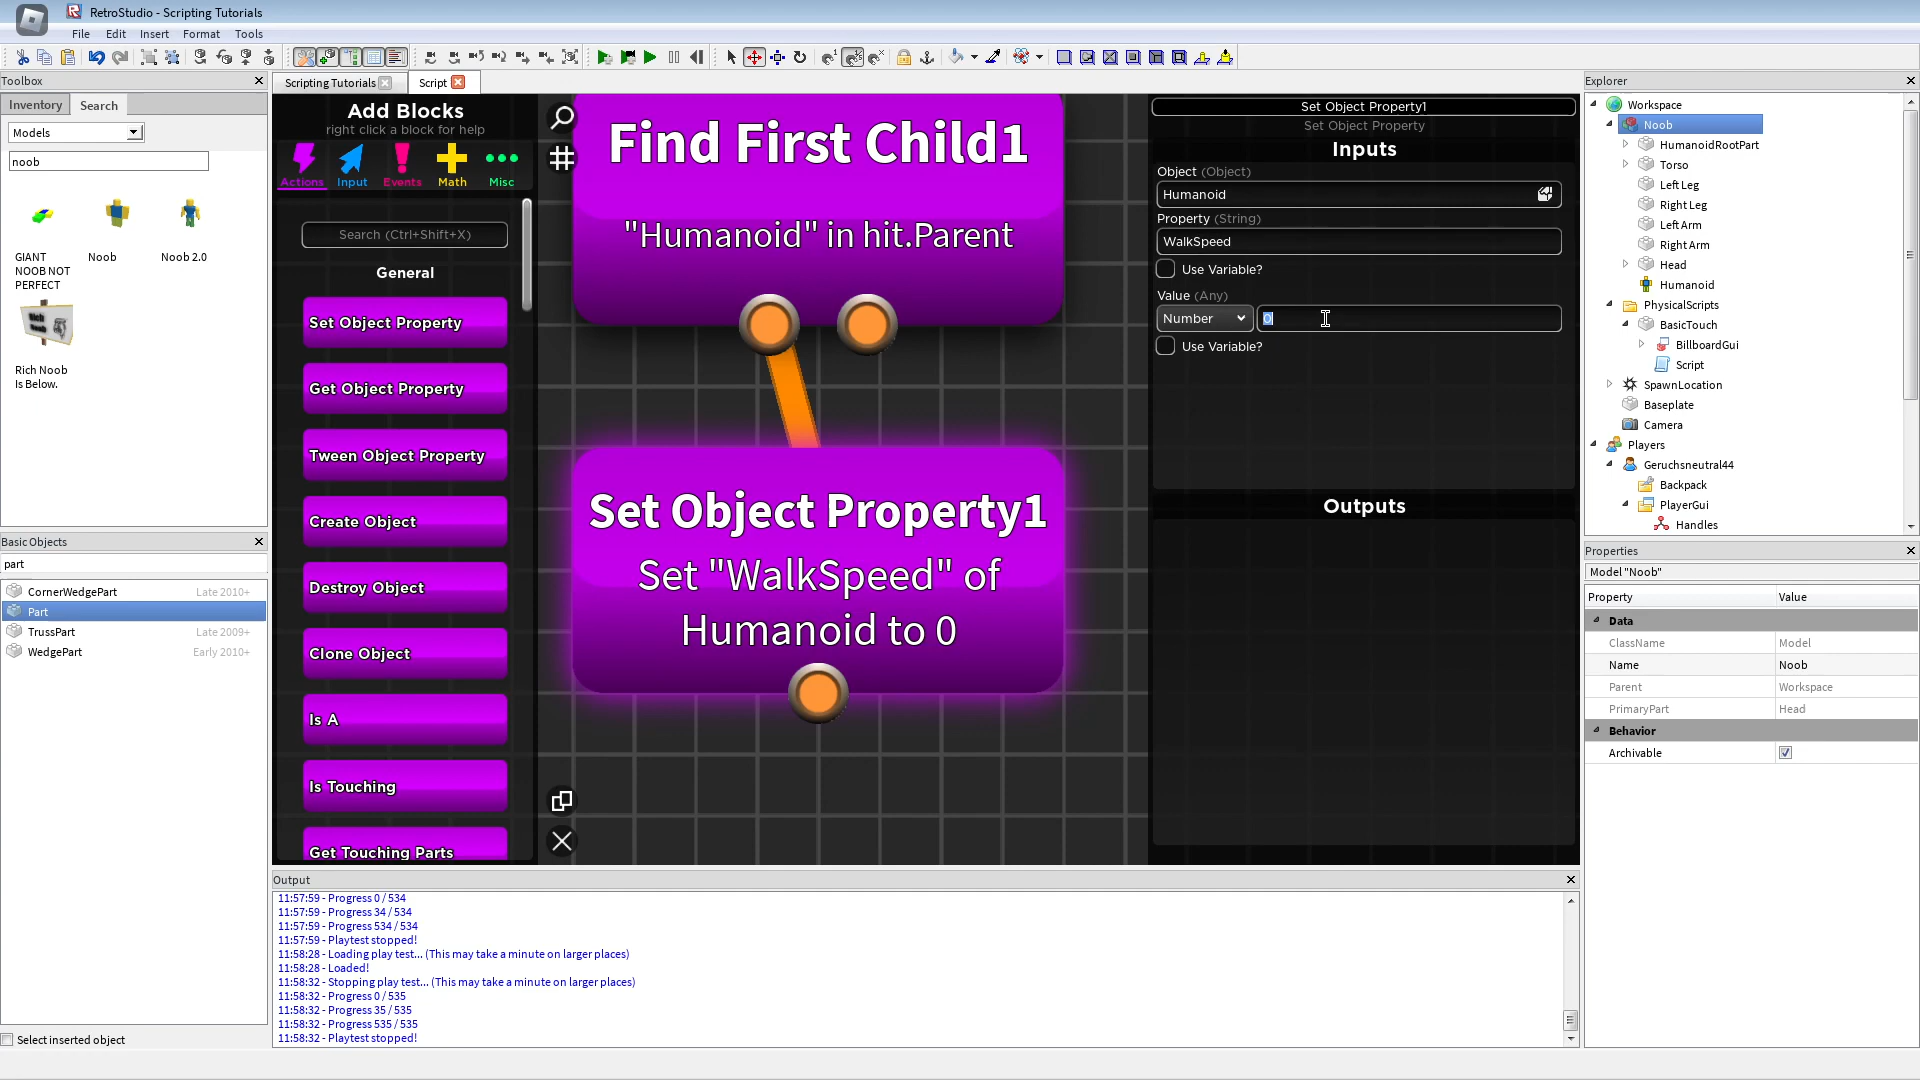 RetroStudio - Scripting Tutorials
File Edit Insert Format Tools
Toolbox
Inventory Search
Models
noob
GIANT
NOOB NOT
PERFECT
Noob
Noob 2.0
Rich Noob
Is Below.
Basic Objects
part
CornerWedgePart Late 2010+
Part
TrussPart Late 2009+
WedgePart Early 2010+
Select inserted object
Scripting Tutorials Script
Add Blocks
right click a block for help
Actions Input Events Math Misc
Search (Ctrl+Shift+X)
General
Set Object Property
Get Object Property
Tween Object Property
Create Object
Destroy Object
Clone Object
Is A
Is Touching
Get Touching Parts
Find First Child1
"Humanoid" in hit.Parent
Set Object Property1
Set "WalkSpeed" of
Humanoid to 0
Set Object Property1
Set Object Property
Inputs
Object (Object)
Humanoid
Property (String)
WalkSpeed
Use Variable?
Value (Any)
Number 0
Use Variable?
Outputs
Output
11:57:59 - Progress 0 / 534
11:57:59 - Progress 34 / 534
11:57:59 - Progress 534 / 534
11:57:59 - Playtest stopped!
11:58:28 - Loading play test... (This may take a minute on larger places)
11:58:28 - Loaded!
11:58:32 - Stopping play test... (This may take a minute on larger places)
11:58:32 - Progress 0 / 535
11:58:32 - Progress 35 / 535
11:58:32 - Progress 535 / 535
11:58:32 - Playtest stopped!
Explorer
Workspace
Noob
HumanoidRootPart
Torso
Left Leg
Right Leg
Left Arm
Right Arm
Head
Humanoid
PhysicalScripts
BasicTouch
BillboardGui
Script
SpawnLocation
Baseplate
Camera
Players
Geruchsneutral44
Backpack
PlayerGui
Handles
Properties
Model "Noob"
Property Value
Data
ClassName Model
Name Noob
Parent Workspace
PrimaryPart Head
Behavior
Archivable